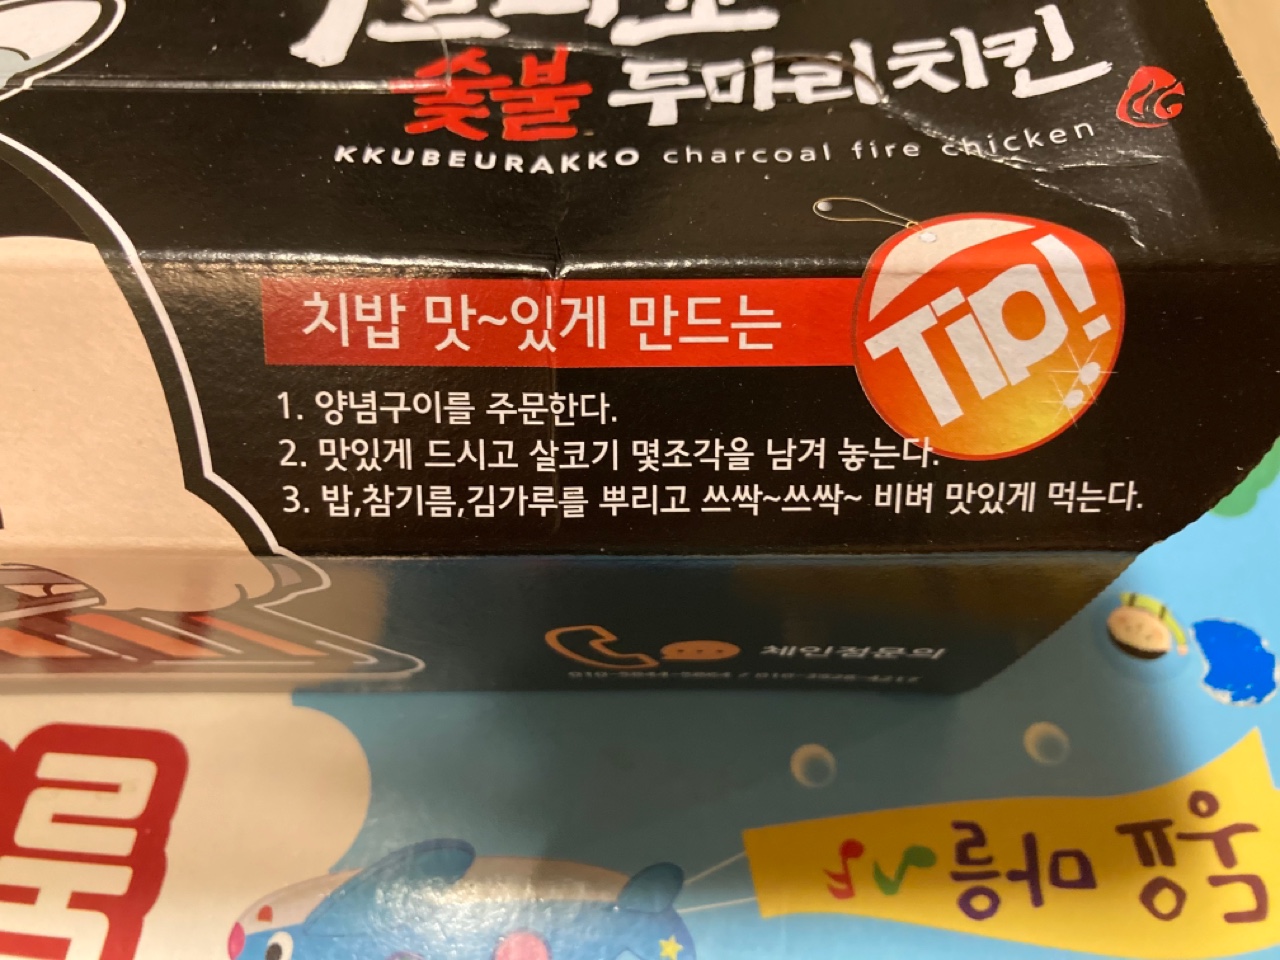 숯불 두마리치킨
KKUBEURAKKO charcoal fire chicken
치밥 맛~있게 만드는
Tip!
1. 양념구이를 주문한다.
2. 맛있게 드시고 살코기 몇조각을 남겨 놓는다.
3. 밥,참기름,김가루를 뿌리고 쓰싹~쓰싹~ 비벼 맛있게 먹는다.
체인점문의